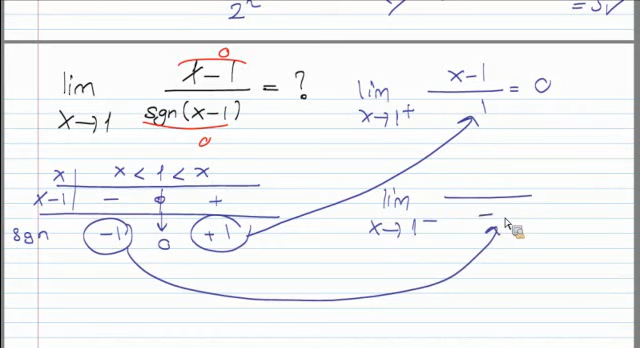 2
lim x→1 x-1 / sgn(x-1) = ?
0
0
lim x→1+ x-1 / 1 = 0
x | x < 1 < x
x-1 | - 0 +
sgn -1 0 +1
lim x→1- / -